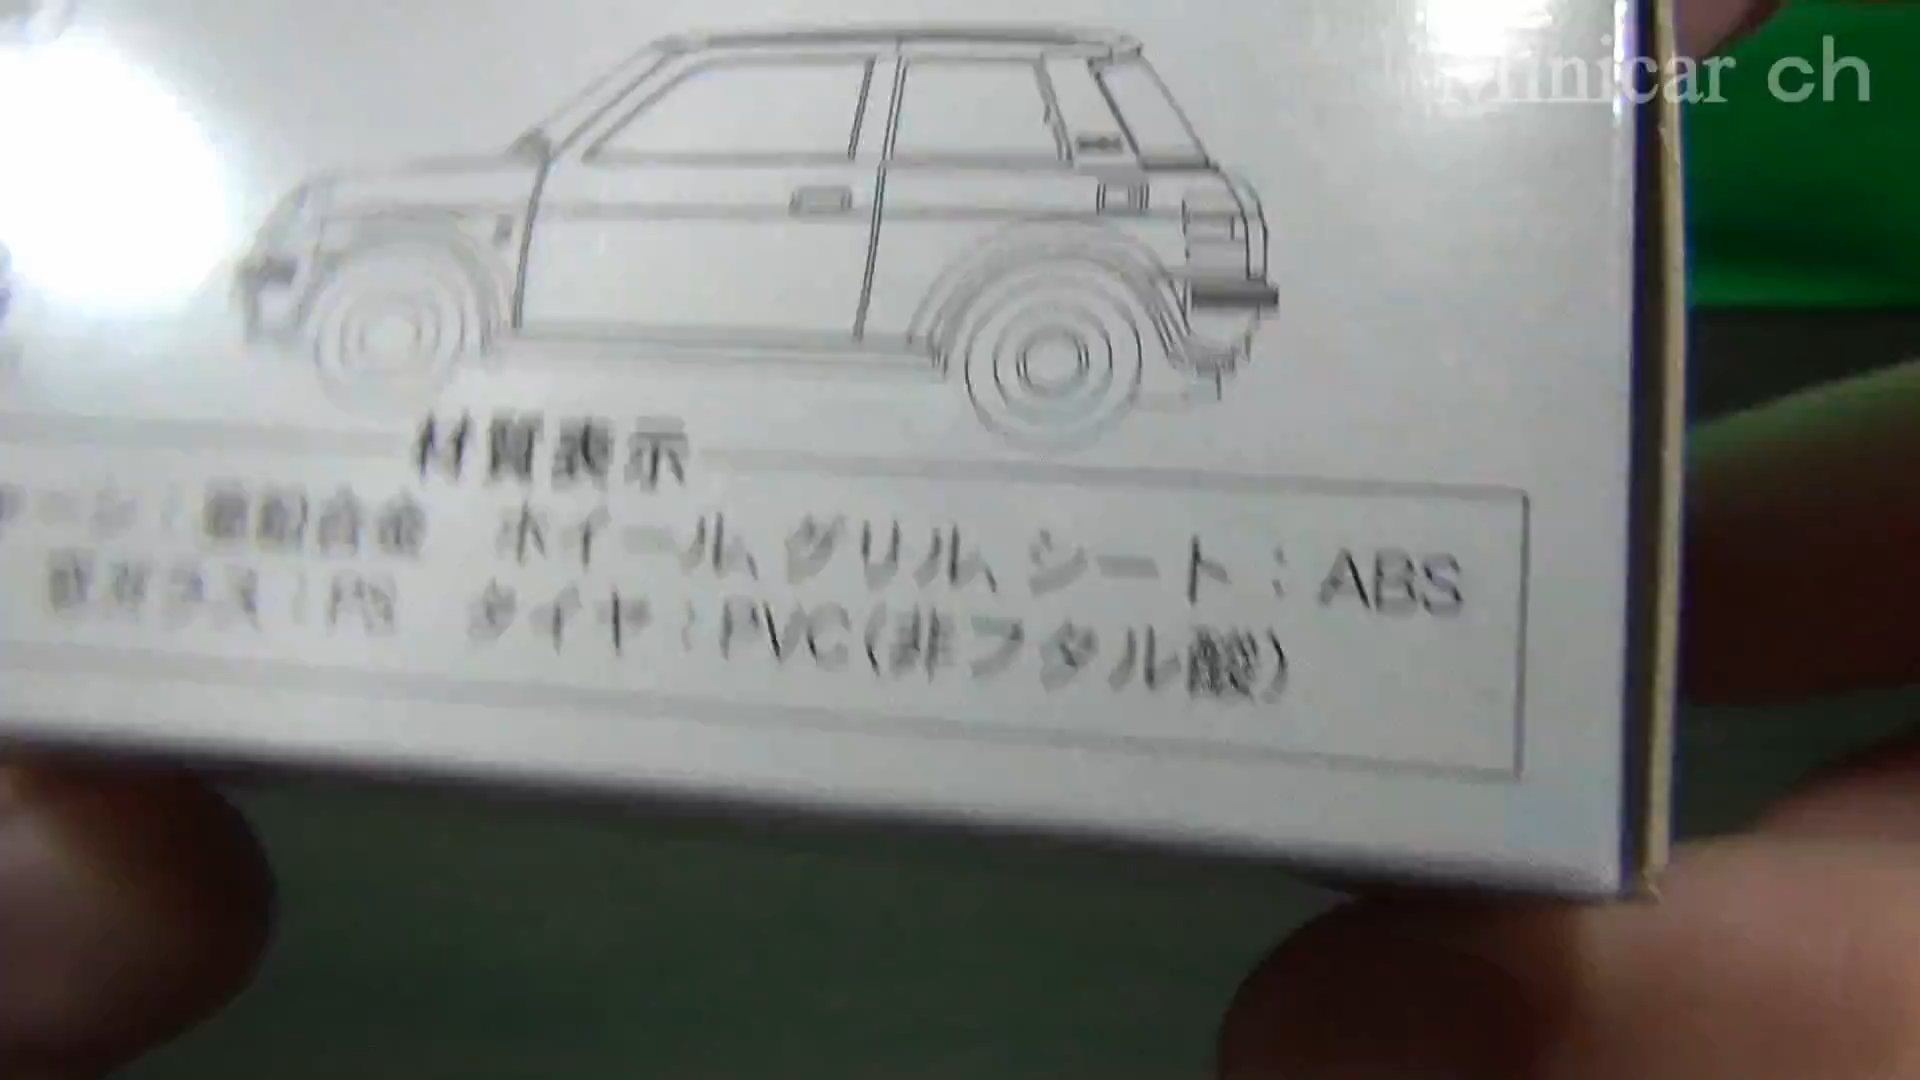 Minicar ch
材質表示
亜鉛合金 ホイール、グリル、シート：ABS
窓ガラス：PS タイヤ：PVC(非フタル酸)